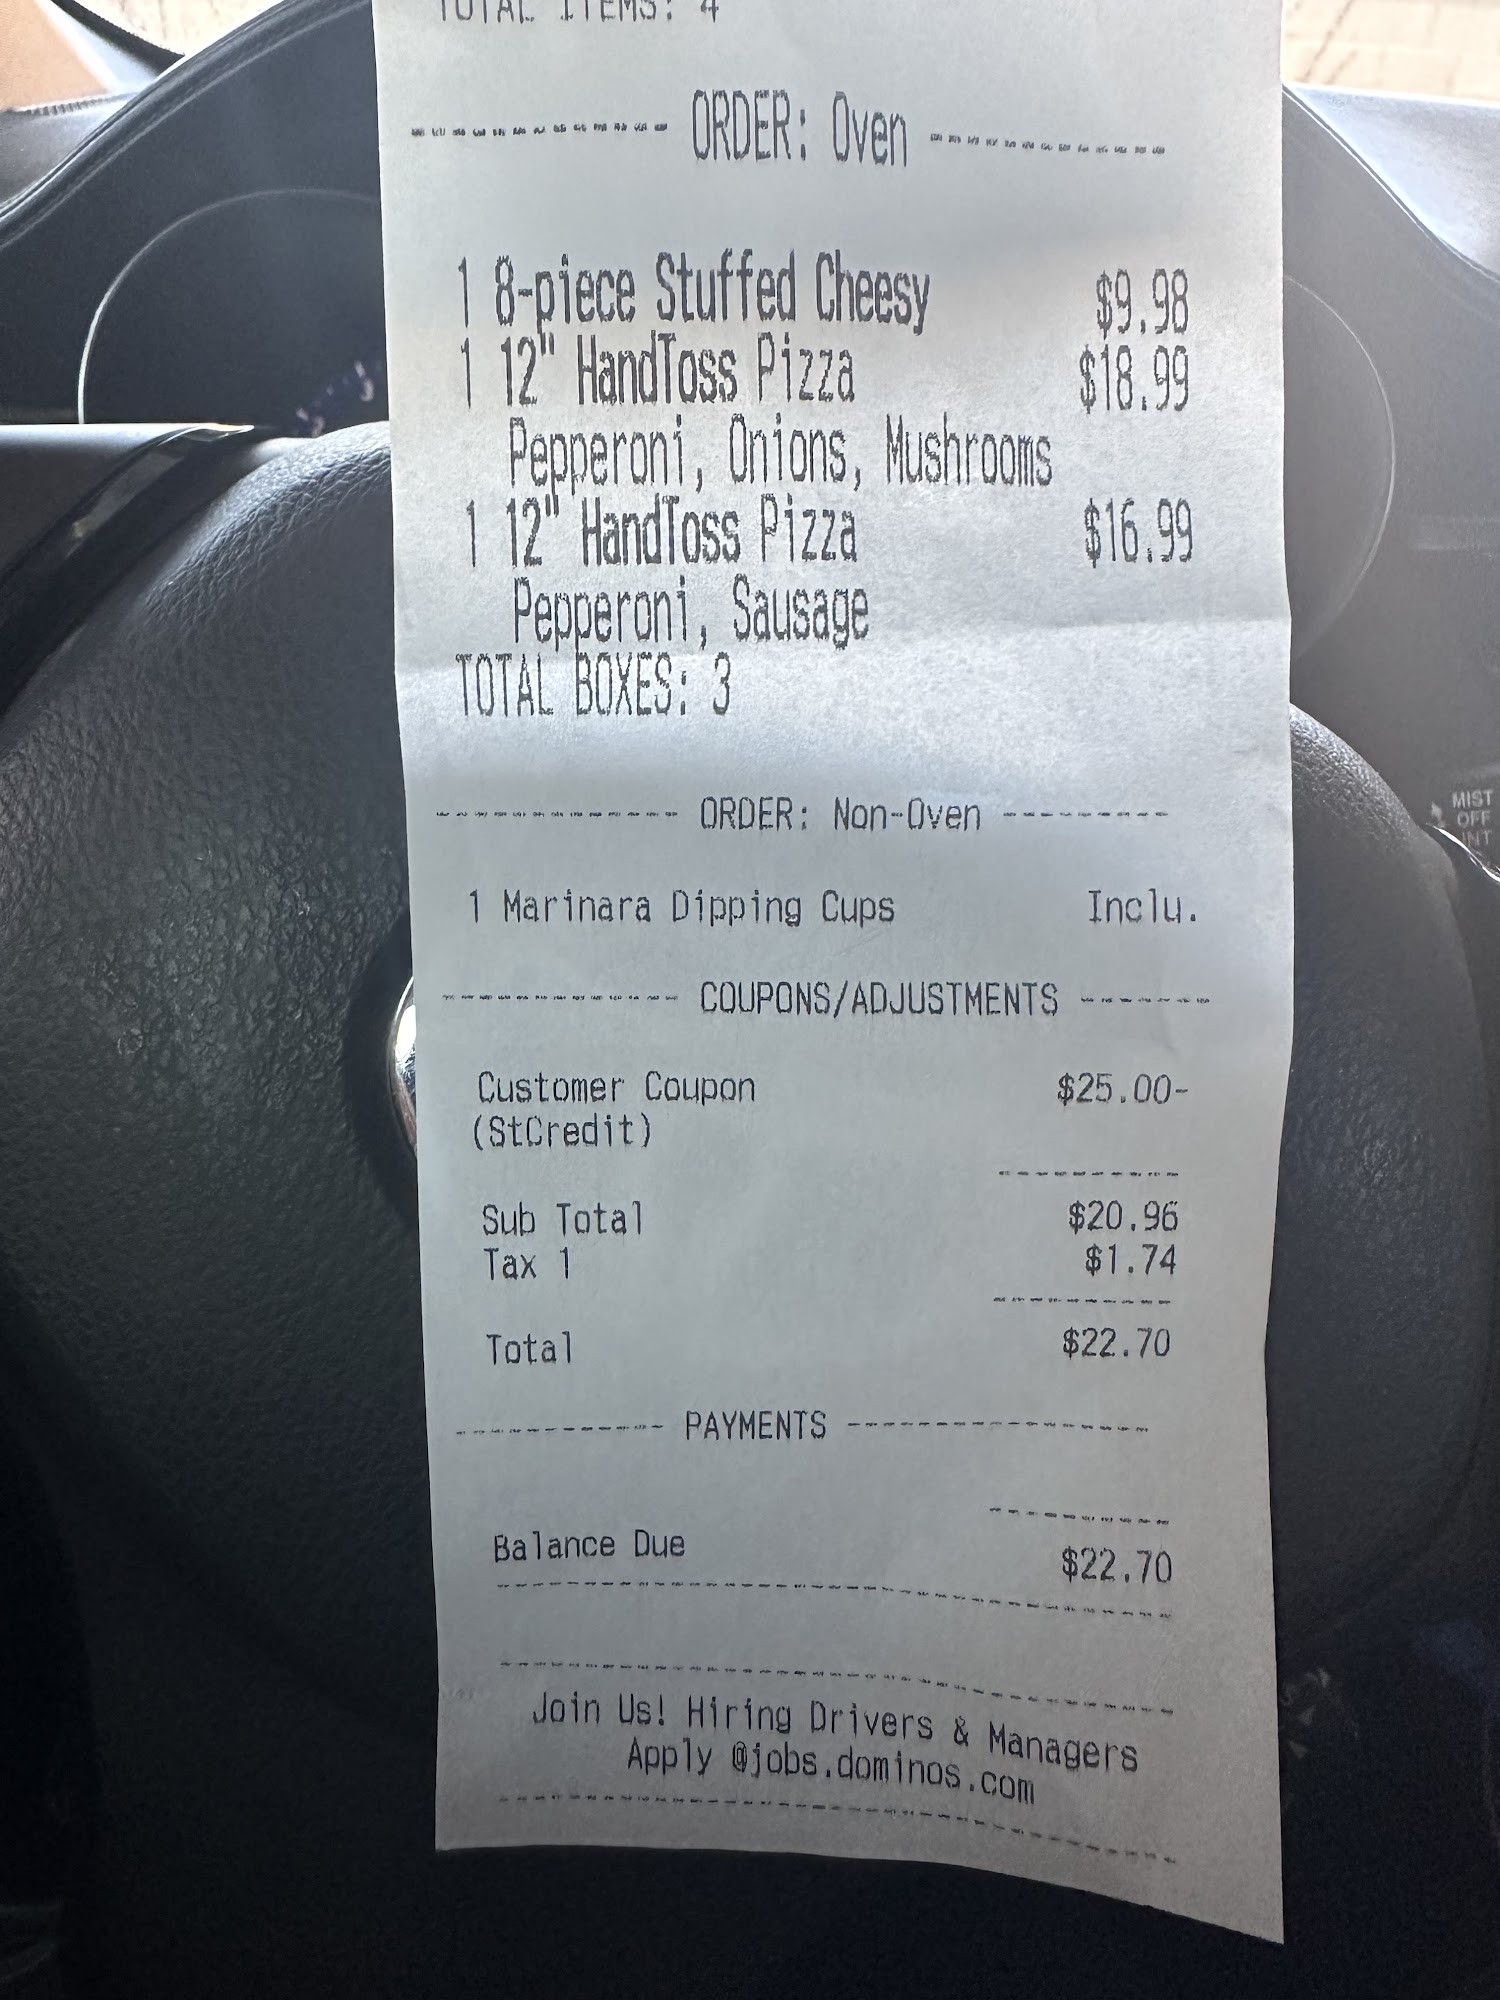 TOTAL ITEMS: 4
ORDER: Oven
1 8-piece Stuffed Cheesy $9.98
1 12" HandToss Pizza $18.99
Pepperoni, Onions, Mushrooms
1 12" HandToss Pizza $16.99
Pepperoni, Sausage
TOTAL BOXES: 3
ORDER: Non-Oven
1 Marinara Dipping Cups Inclu.
COUPONS/ADJUSTMENTS
Customer Coupon $25.00-
(StCredit)
Sub Total $20.96
Tax 1 $1.74
Total $22.70
PAYMENTS
Balance Due $22.70
Join Us! Hiring Drivers & Managers
Apply @jobs.dominos.com
MIST
OFF
INT